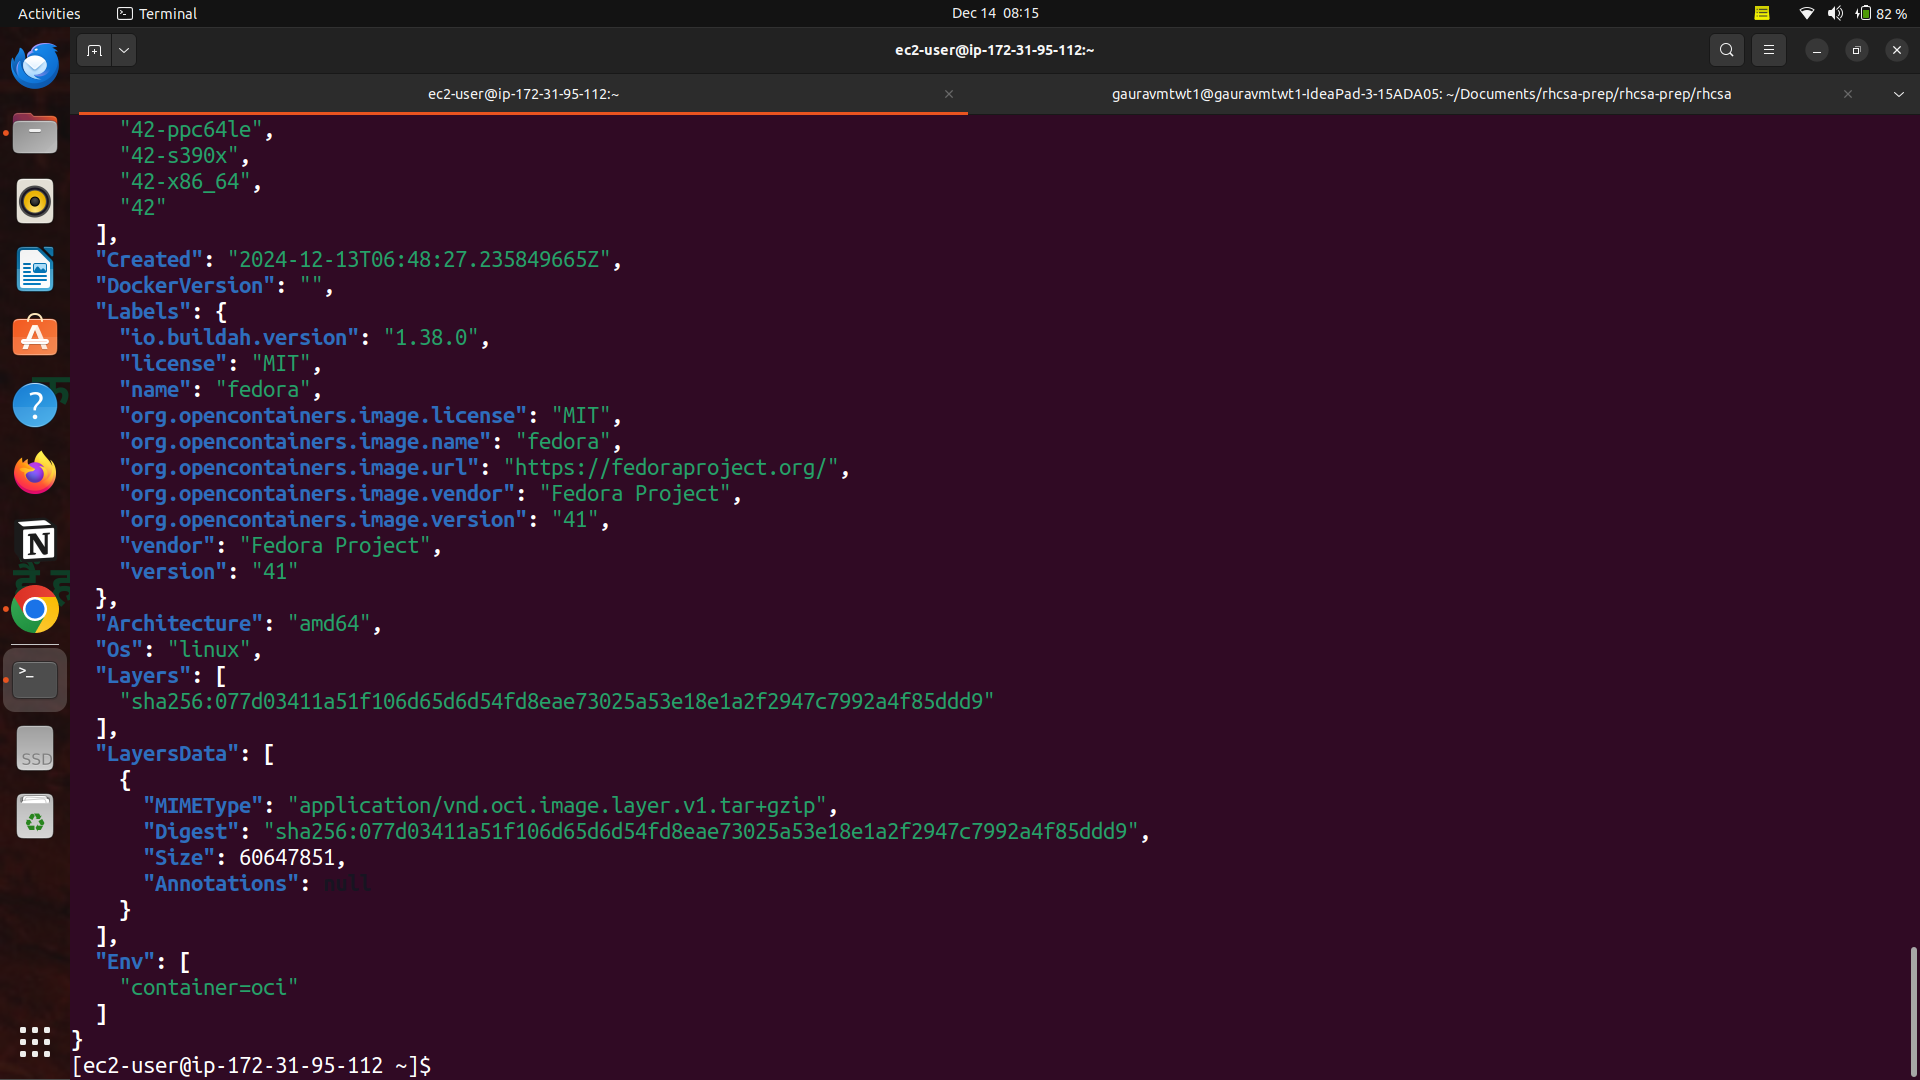 Activities
Terminal
Dec 14 08:15
82 %
ec2-user@ip-172-31-95-112:~
ec2-user@ip-172-31-95-112:~
gauravmtwt1@gauravmtwt1-IdeaPad-3-15ADA05: ~/Documents/rhcsa-prep/rhcsa-prep/rhcsa
"42-ppc64le",
"42-s390x",
"42-x86_64",
"42"
],
"Created": "2024-12-13T06:48:27.235849665Z",
"DockerVersion": "",
"Labels": {
"io.buildah.version": "1.38.0",
"license": "MIT",
"name": "fedora",
"org.opencontainers.image.license": "MIT",
"org.opencontainers.image.name": "fedora",
"org.opencontainers.image.url": "https://fedoraproject.org/",
"org.opencontainers.image.vendor": "Fedora Project",
"org.opencontainers.image.version": "41",
"vendor": "Fedora Project",
"version": "41"
},
"Architecture": "amd64",
"Os": "linux",
"Layers": [
"sha256:077d03411a51f106d65d6d54fd8eae73025a53e18e1a2f2947c7992a4f85ddd9"
],
"LayersData": [
{
"MIMEType": "application/vnd.oci.image.layer.v1.tar+gzip",
"Digest": "sha256:077d03411a51f106d65d6d54fd8eae73025a53e18e1a2f2947c7992a4f85ddd9",
"Size": 60647851,
"Annotations": null
}
],
"Env": [
"container=oci"
]
}
[ec2-user@ip-172-31-95-112 ~]$
SSD